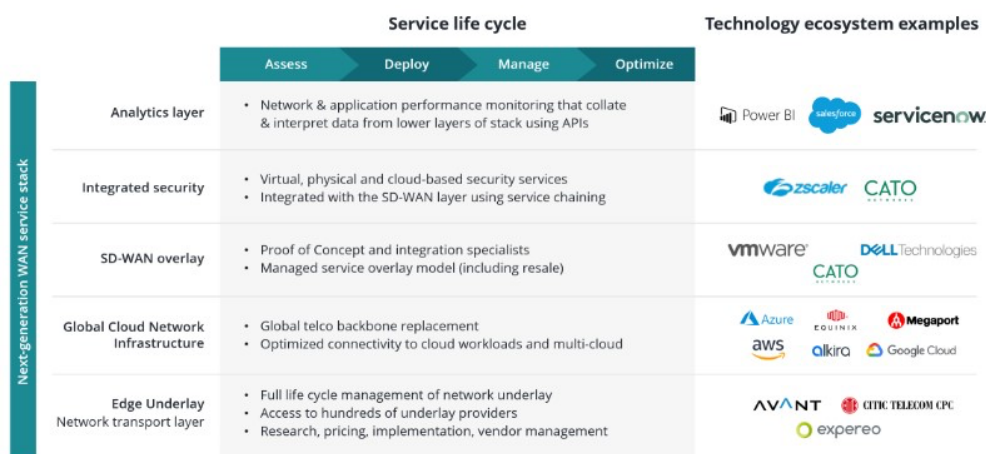 Service life cycle
Technology ecosystem examples
Assess
Deploy
Manage
Optimize
Next-generation WAN service stack
Analytics layer
• Network & application performance monitoring that collate
& interpret data from lower layers of stack using APIs
Power BI
salesforce
servicenow
Integrated security
• Virtual, physical and cloud-based security services
• Integrated with the SD-WAN layer using service chaining
zscaler
CATO
NETWORKS
SD-WAN overlay
• Proof of Concept and integration specialists
• Managed service overlay model (including resale)
vmware
DELL Technologies
CATO
NETWORKS
Global Cloud Network
Infrastructure
• Global telco backbone replacement
• Optimized connectivity to cloud workloads and multi-cloud
Azure
EQUINIX
Megaport
aws
alkira
Google Cloud
Edge Underlay
Network transport layer
• Full life cycle management of network underlay
• Access to hundreds of underlay providers
• Research, pricing, implementation, vendor management
AVANT
CITIC TELECOM CPC
expereo